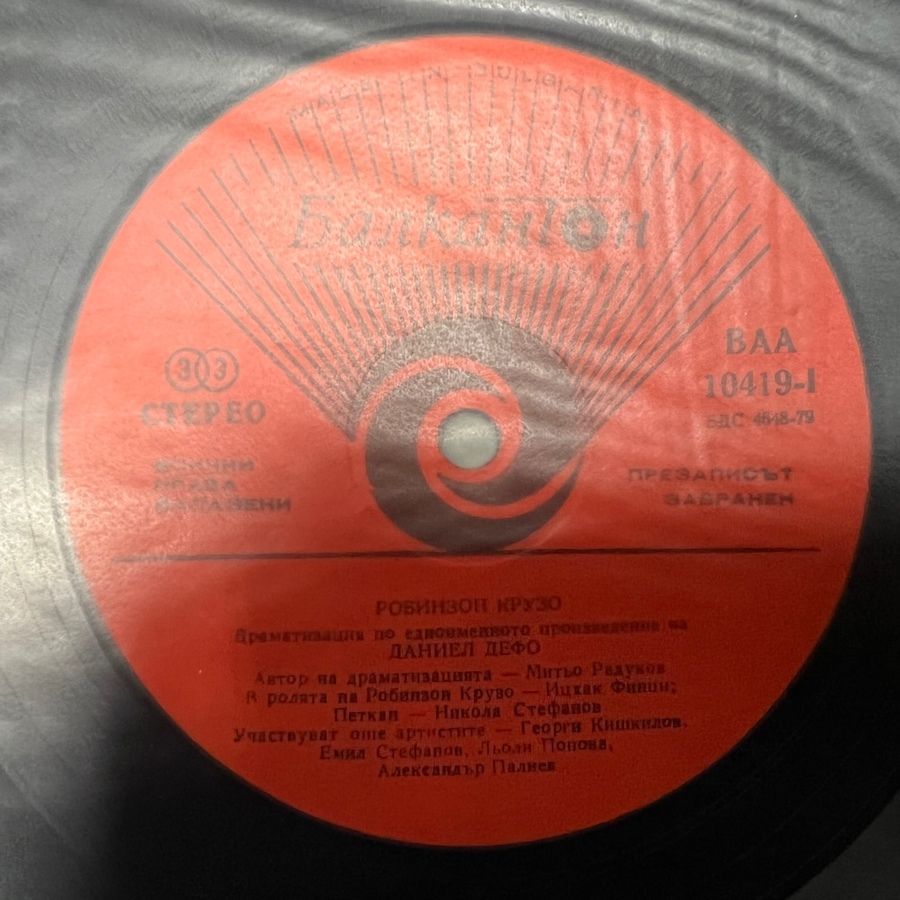 Балкантон
33
СТЕРЕО
ВСИЧКИ
ПРАВА
ЗАПАЗЕНИ
ВАА
10419-I
БДС 4648-79
ПРЕЗАПИСЪТ
ЗАБРАНЕН
РОБИНЗОН КРУЗО
Драматизация по едноименното произведение на
ДАНИЕЛ ДЕФО
Автор на драматизацията — Митьо Радуков
В ролята на Робинзон Крузо — Ицхак Финци;
Петкан — Никола Стефанов
Участвуват още артистите — Георги Кишкилов,
Емил Стефанов, Льоли Попова,
Александър Палиев